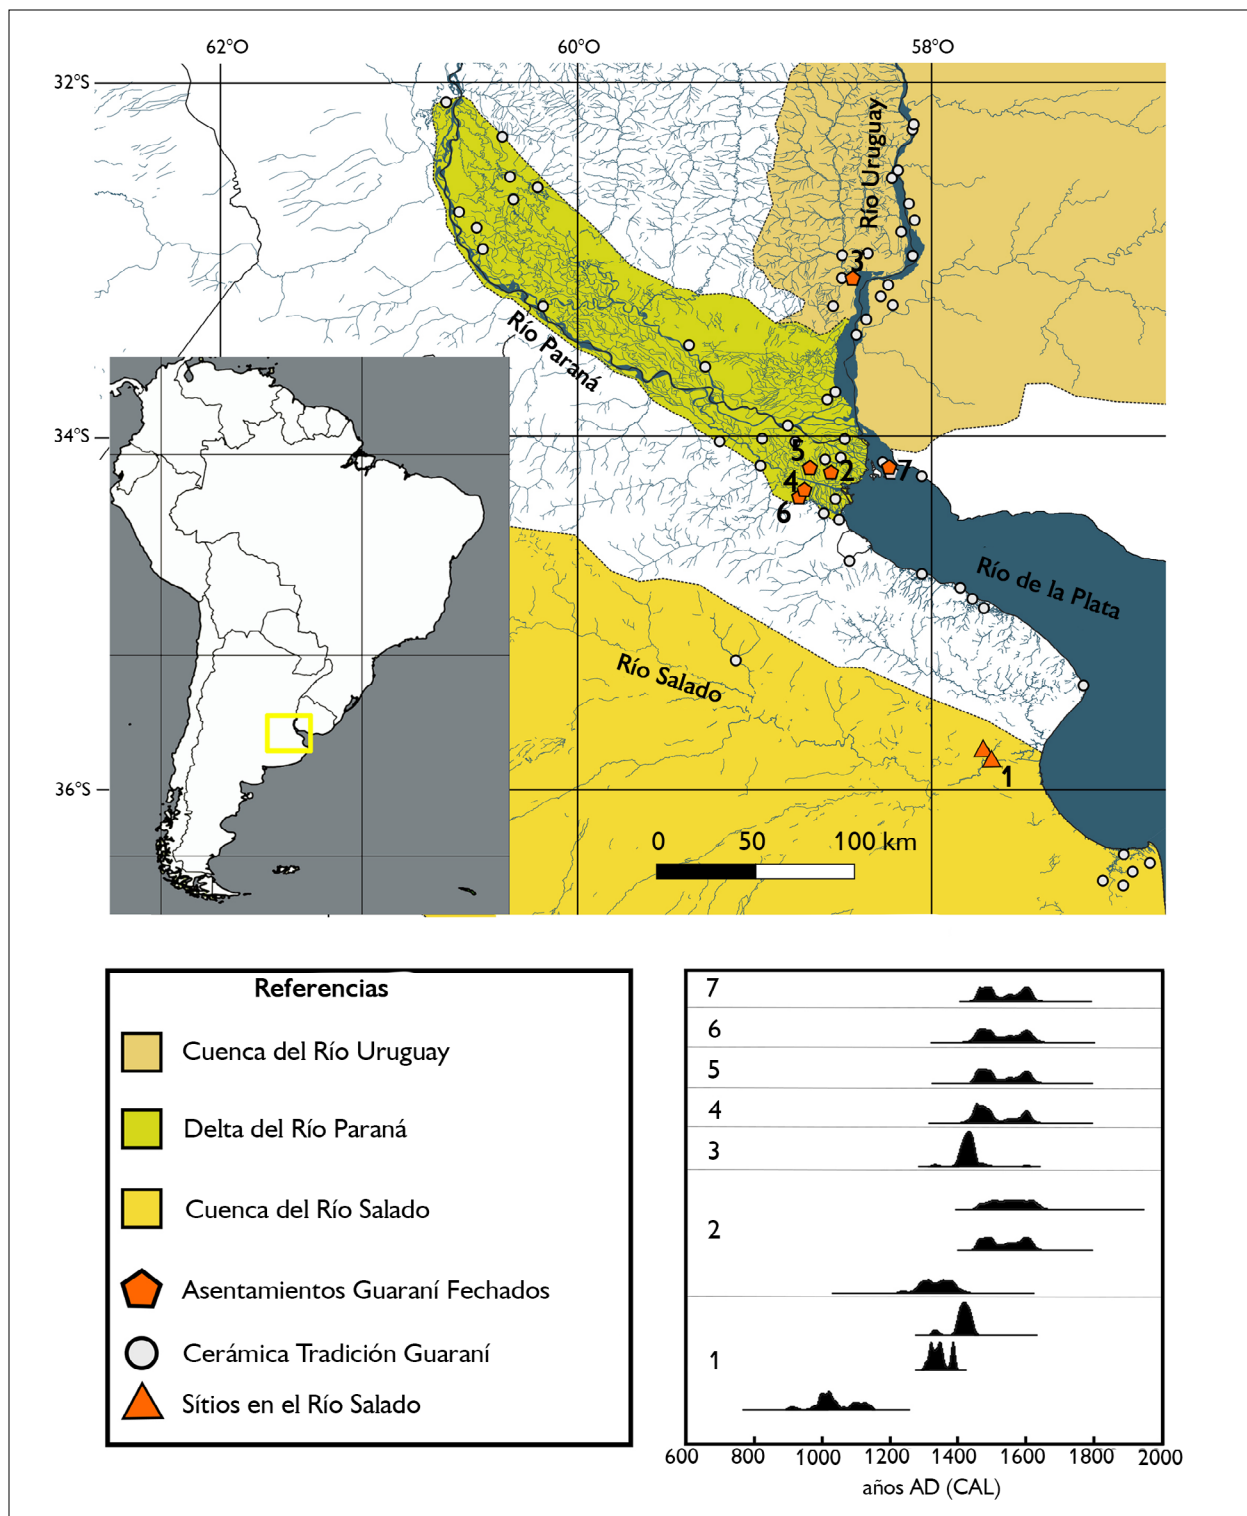 62°O
60°O
58°O
32°S
34°S
36°S
Río Uruguay
Río Paraná
Río de la Plata
Río Salado
3
5
2
4
6
7
1
0 50 100 km
Referencias
Cuenca del Río Uruguay
Delta del Río Paraná
Cuenca del Río Salado
Asentamientos Guaraní Fechados
Cerámica Tradición Guaraní
Sítios en el Río Salado
7
6
5
4
3
2
1
600 800 1000 1200 1400 1600 1800 2000
años AD (CAL)